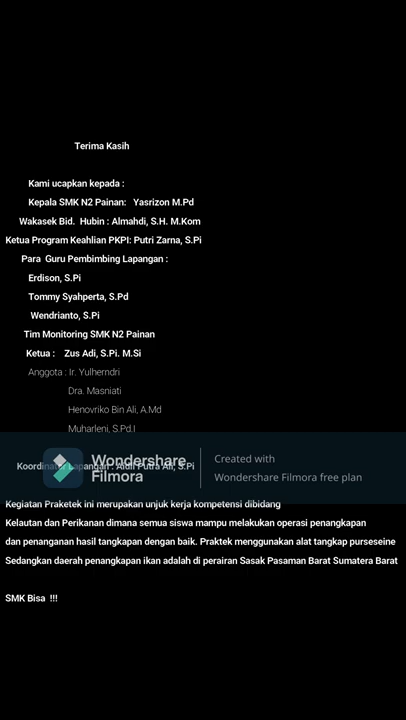 Terima Kasih
Kami ucapkan kepada :
Kepala SMK N2 Painan: Yasrizon M.Pd
Wakasek Bid. Hubin : Almahdi, S.H. M.Kom
Ketua Program Keahlian PKPI: Putri Zarna, S.Pi
Para Guru Pembimbing Lapangan :
Erdison, S.Pi
Tommy Syahperta, S.Pd
Wendrianto, S.Pi
Tim Monitoring SMK N2 Painan
Ketua : Zus Adi, S.Pi. M.Si
Anggota : Ir. Yulherndri
Dra. Masniati
Henovriko Bin Ali, A.Md
Muharleni, S.Pd.I
Koordinator Lapangan : Aldi Putra Ali, S.Pi
Wondershare Filmora
Created with
Wondershare Filmora free plan
Kegiatan Praketek ini merupakan unjuk kerja kompetensi dibidang
Kelautan dan Perikanan dimana semua siswa mampu melakukan operasi penangkapan
dan penanganan hasil tangkapan dengan baik. Praktek menggunakan alat tangkap purseseine
Sedangkan daerah penangkapan ikan adalah di perairan Sasak Pasaman Barat Sumatera Barat
SMK Bisa !!!